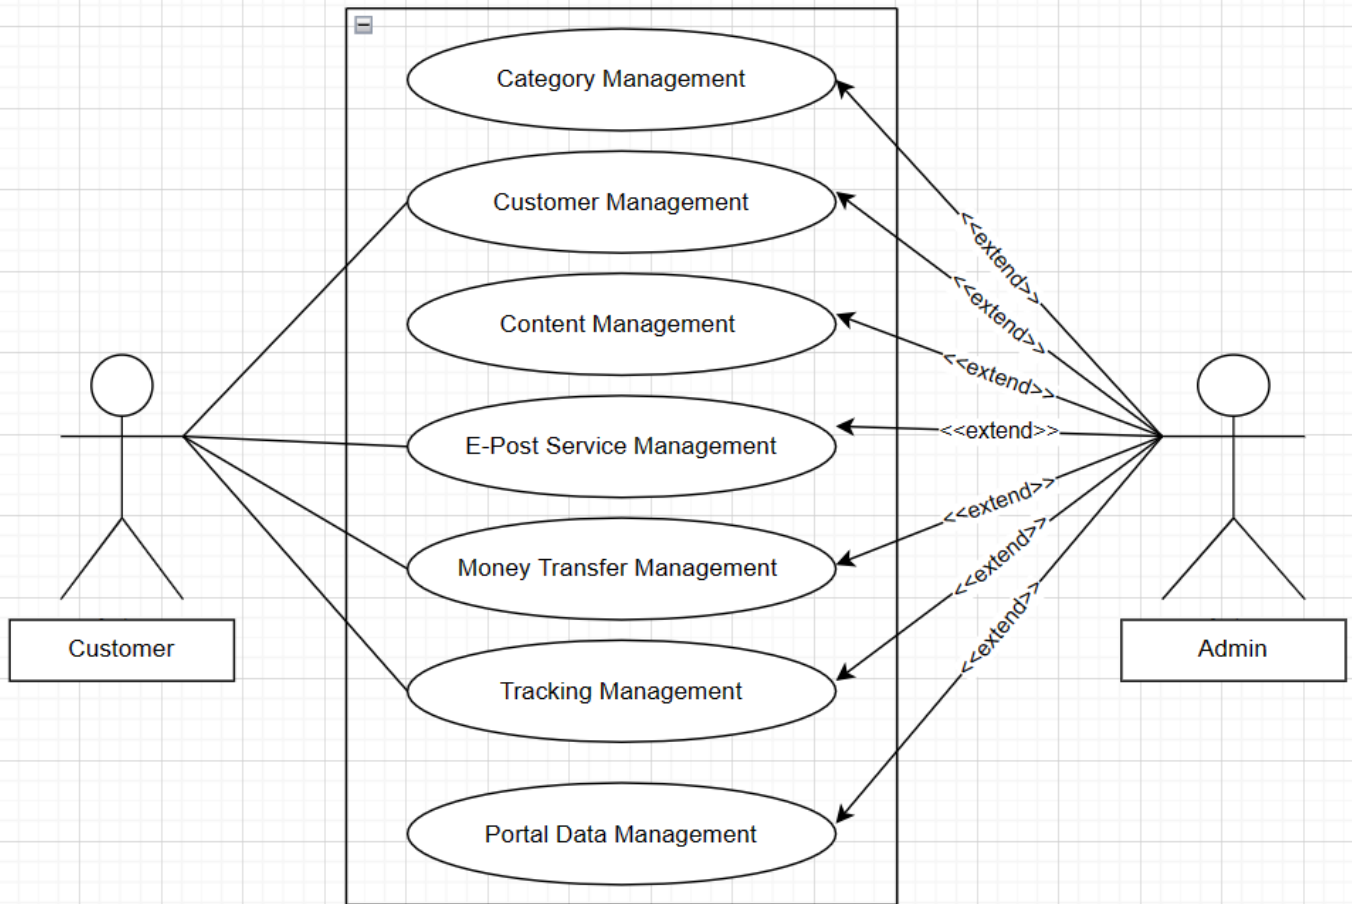 Category Management
Customer Management
Content Management
E-Post Service Management
Money Transfer Management
Tracking Management
Portal Data Management
<<extend>>
<<extend>>
<<extend>>
<<extend>>
<<extend>>
<<extend>>
<<extend>>
Customer
Admin